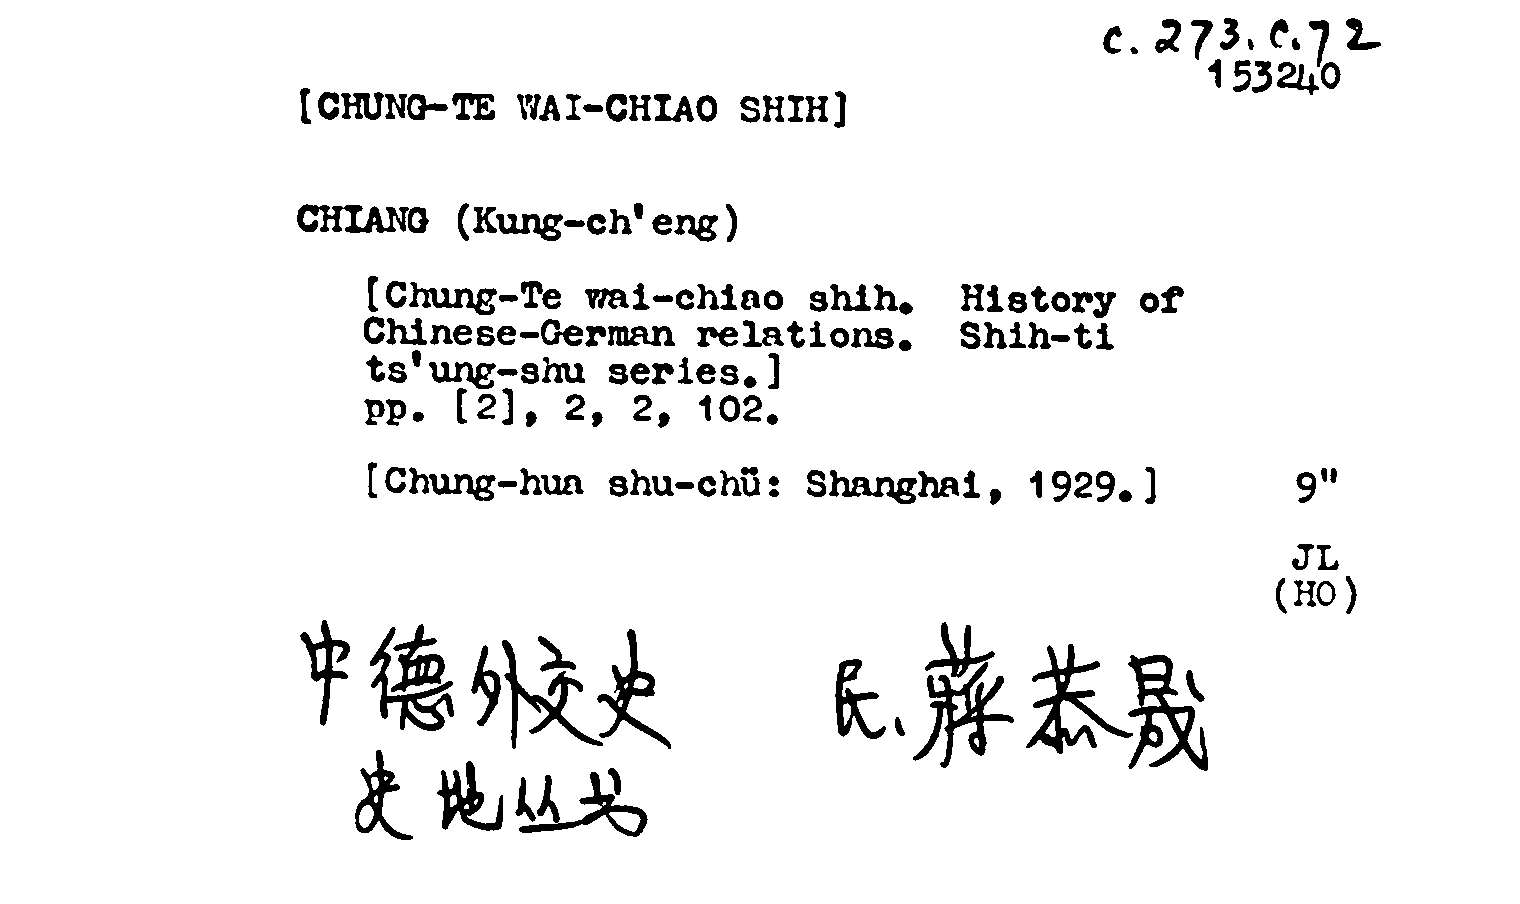 c.273.c.72
153240
[CHUNG-TE WAI-CHIAO SHIH]
CHIANG (Kung-ch'eng)
[Chung-Te wai-chiao shih. History of
Chinese-German relations. Shih-ti
ts'ung-shu series.]
pp. [2], 2, 2, 102.
[Chung-hua shu-chü: Shanghai, 1929.] 9"
JL
(HO)
中德外交史 民、蔣恭晟
史地丛书